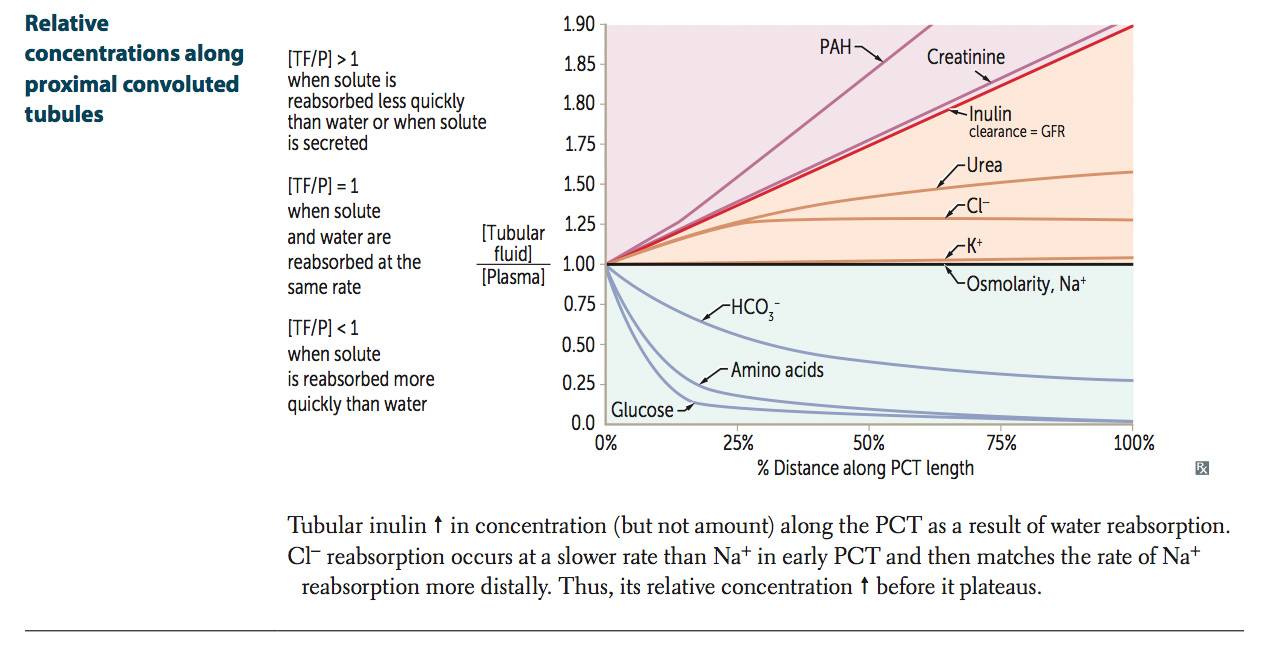 Relative
concentrations along
proximal convoluted
tubules
[TF/P] > 1
when solute is
reabsorbed less quickly
than water or when solute
is secreted
[TF/P] = 1
when solute
and water are
reabsorbed at the
same rate
[TF/P] < 1
when solute
is reabsorbed more
quickly than water
[Tubular
fluid]
[Plasma]
1.90
1.85
1.80
1.75
1.50
1.25
1.00
0.75
0.50
0.25
0.0
PAH
Creatinine
Inulin
clearance = GFR
Urea
Cl⁻
K⁺
Osmolarity, Na⁺
HCO₃⁻
Amino acids
Glucose
0% 25% 50% 75% 100%
% Distance along PCT length
Rx
Tubular inulin ↑ in concentration (but not amount) along the PCT as a result of water reabsorption.
Cl⁻ reabsorption occurs at a slower rate than Na⁺ in early PCT and then matches the rate of Na⁺
reabsorption more distally. Thus, its relative concentration ↑ before it plateaus.